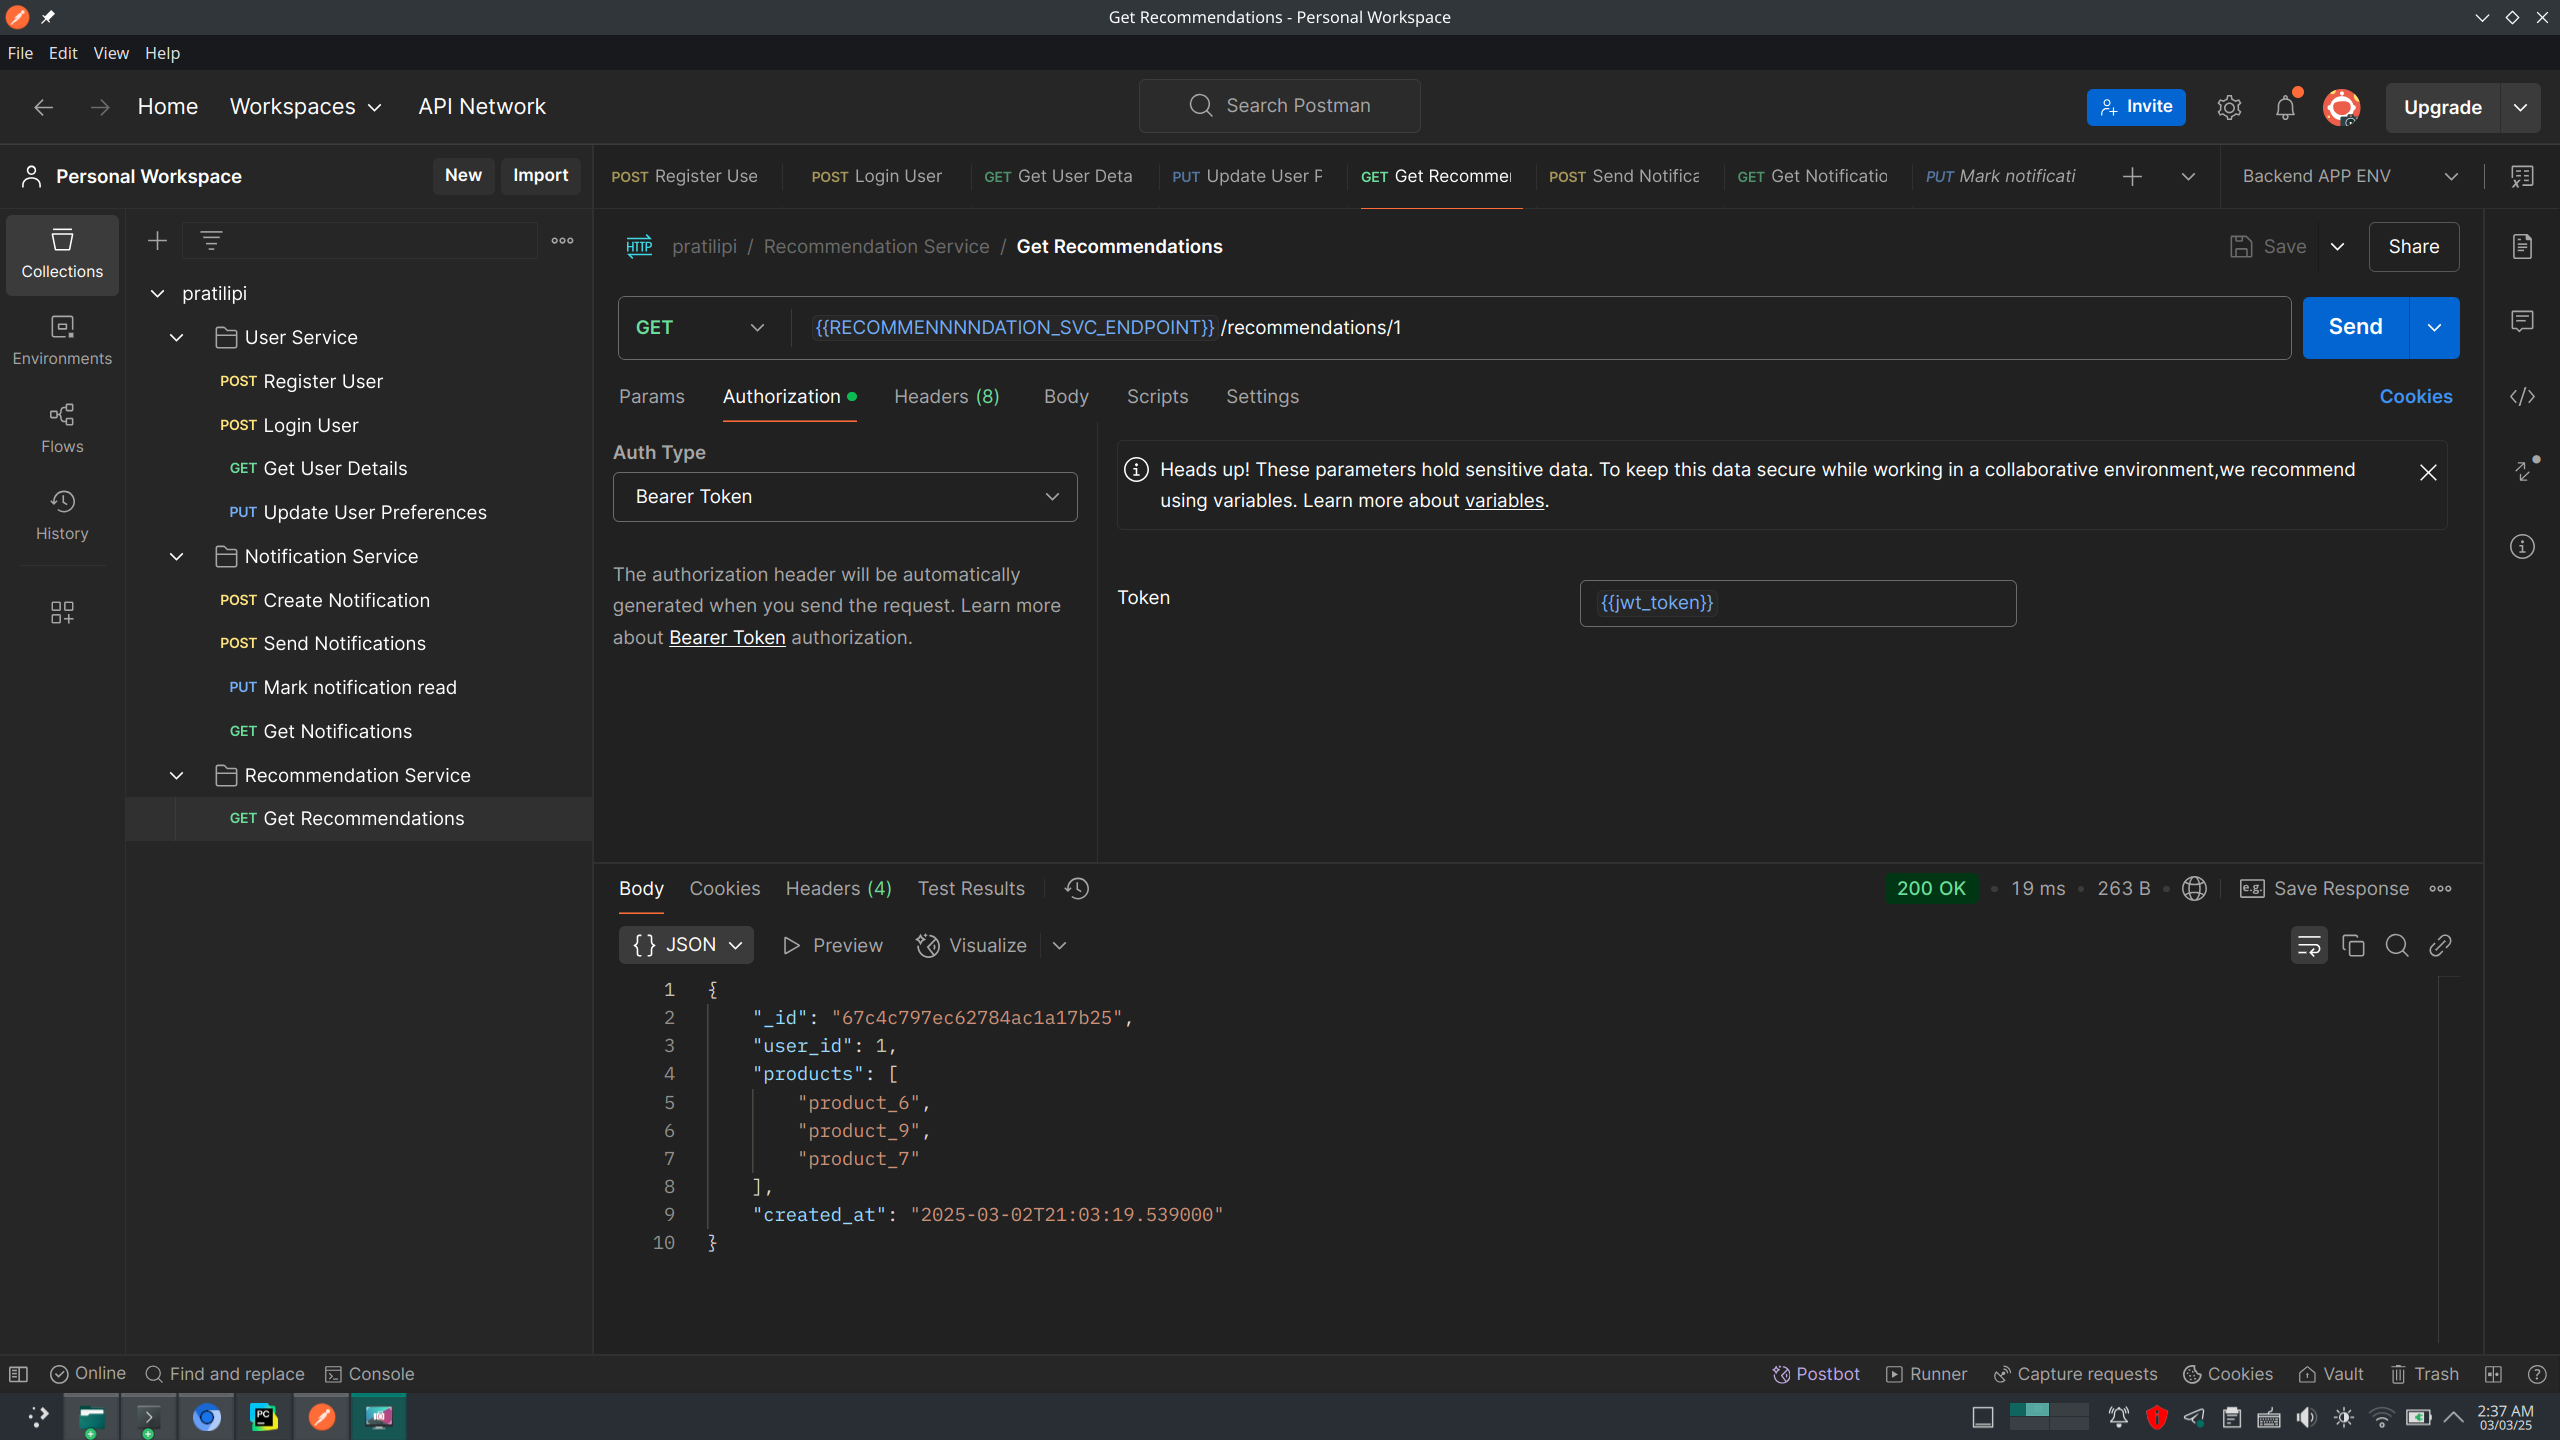 Get Recommendations - Personal Workspace
File Edit View Help
Home Workspaces API Network
Search Postman
Invite
Upgrade
Personal Workspace
New Import
POST Register Use
POST Login User
GET Get User Deta
PUT Update User P
GET Get Recommen
POST Send Notifica
GET Get Notificatio
PUT Mark notificati
Backend APP ENV
Collections
Environments
Flows
History
pratilipi
User Service
POST Register User
POST Login User
GET Get User Details
PUT Update User Preferences
Notification Service
POST Create Notification
POST Send Notifications
PUT Mark notification read
GET Get Notifications
Recommendation Service
GET Get Recommendations
HTTP pratilipi / Recommendation Service / Get Recommendations
Save Share
GET {{RECOMMENNNNDATION_SVC_ENDPOINT}} /recommendations/1
Send
Params Authorization Headers (8) Body Scripts Settings
Cookies
Auth Type
Bearer Token
The authorization header will be automatically
generated when you send the request. Learn more
about Bearer Token authorization.
Heads up! These parameters hold sensitive data. To keep this data secure while working in a collaborative environment,we recommend
using variables. Learn more about variables.
Token {{jwt_token}}
Body Cookies Headers (4) Test Results
200 OK 19 ms 263 B
e.g. Save Response
{ } JSON Preview Visualize
1 {
2 "_id": "67c4c797ec62784ac1a17b25",
3 "user_id": 1,
4 "products": [
5 "product_6",
6 "product_9",
7 "product_7"
8 ],
9 "created_at": "2025-03-02T21:03:19.539000"
10 }
Online Find and replace Console
Postbot Runner Capture requests Cookies Vault Trash
PC
2:37 AM
03/03/25